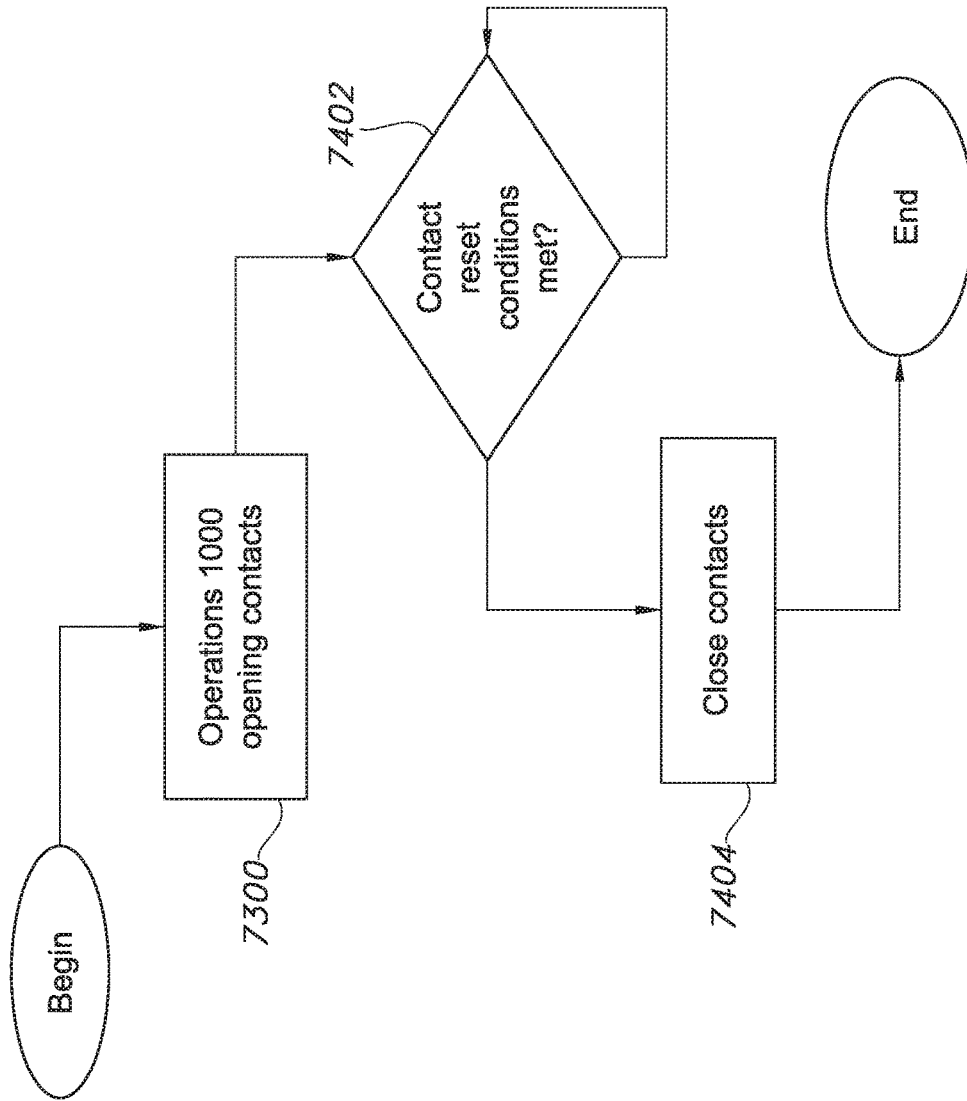 Begin
7300
Operations 1000
opening contacts
7402
Contact
reset
conditions
met?
7404
Close contacts
End